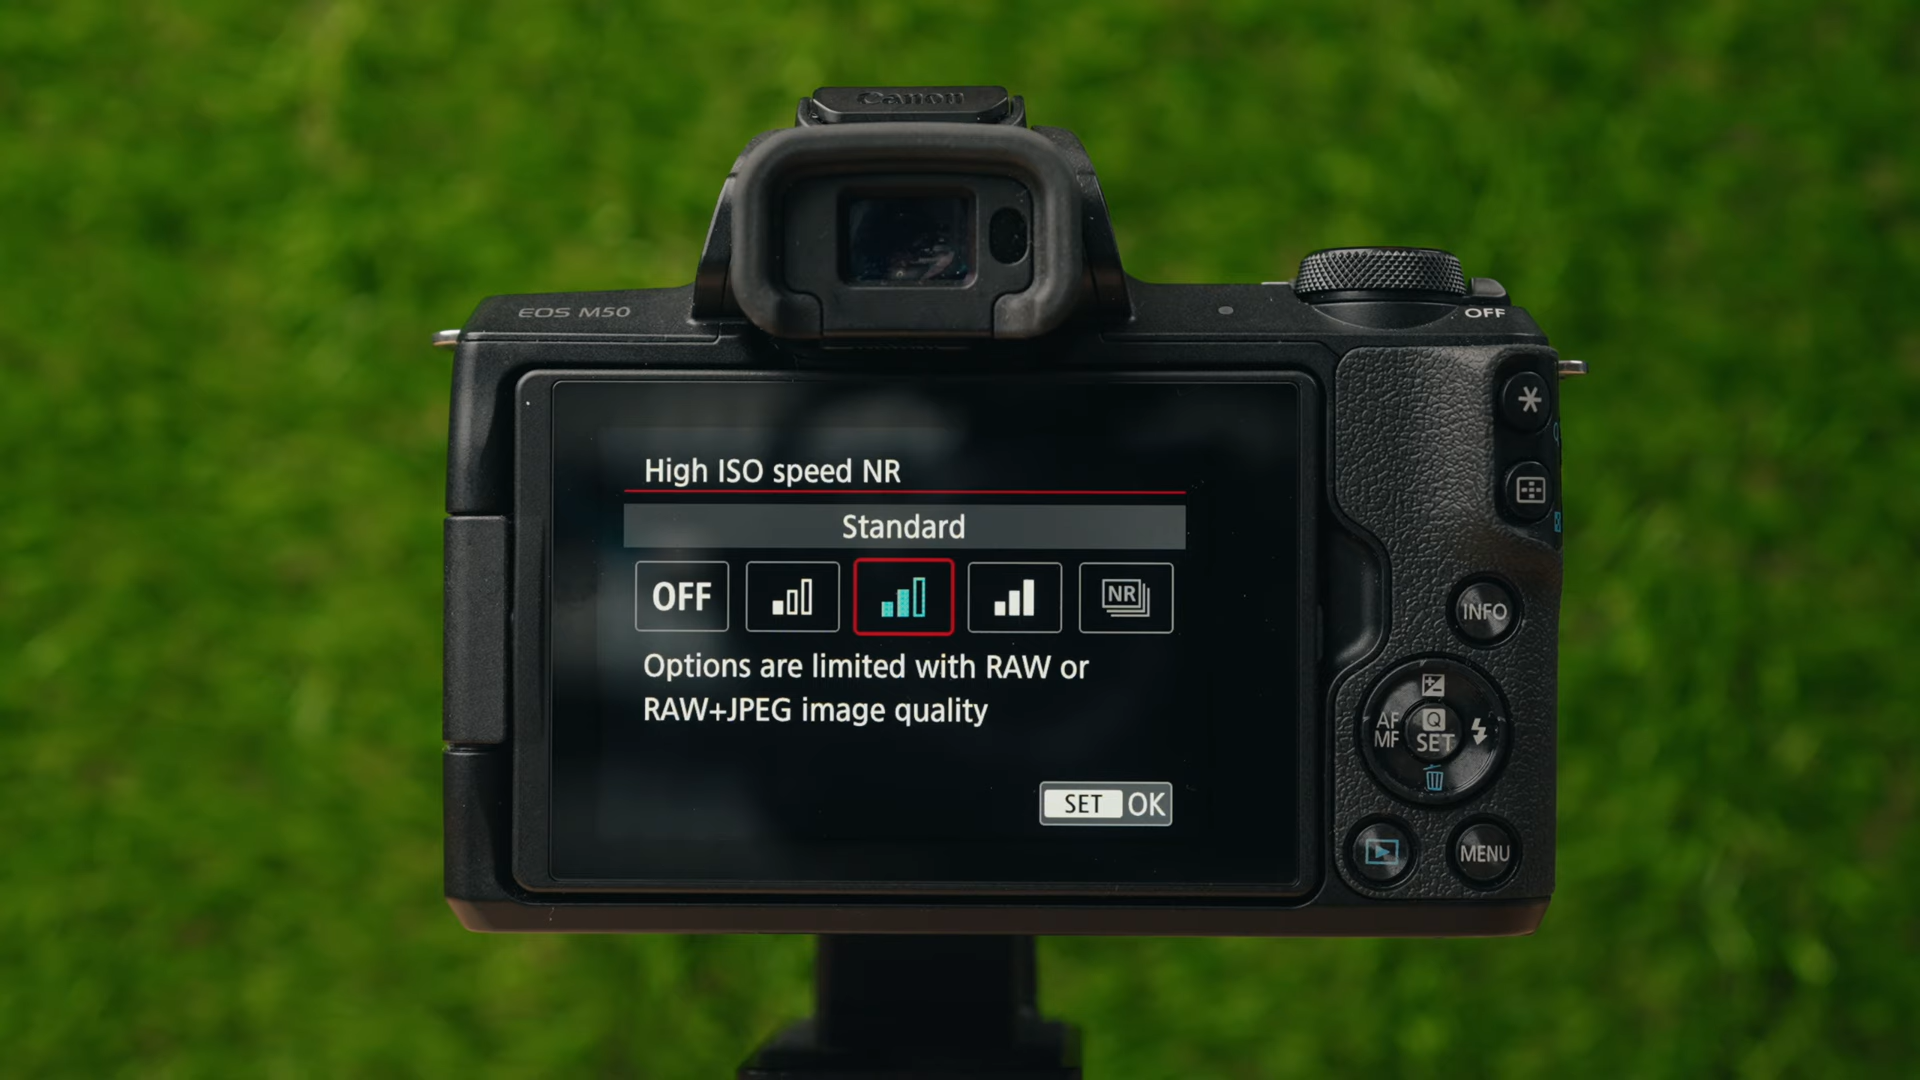 Canon
EOS M50
OFF
High ISO speed NR
Standard
OFF
NR
Options are limited with RAW or
RAW+JPEG image quality
SET OK
INFO
AF
MF
Q
SET
MENU